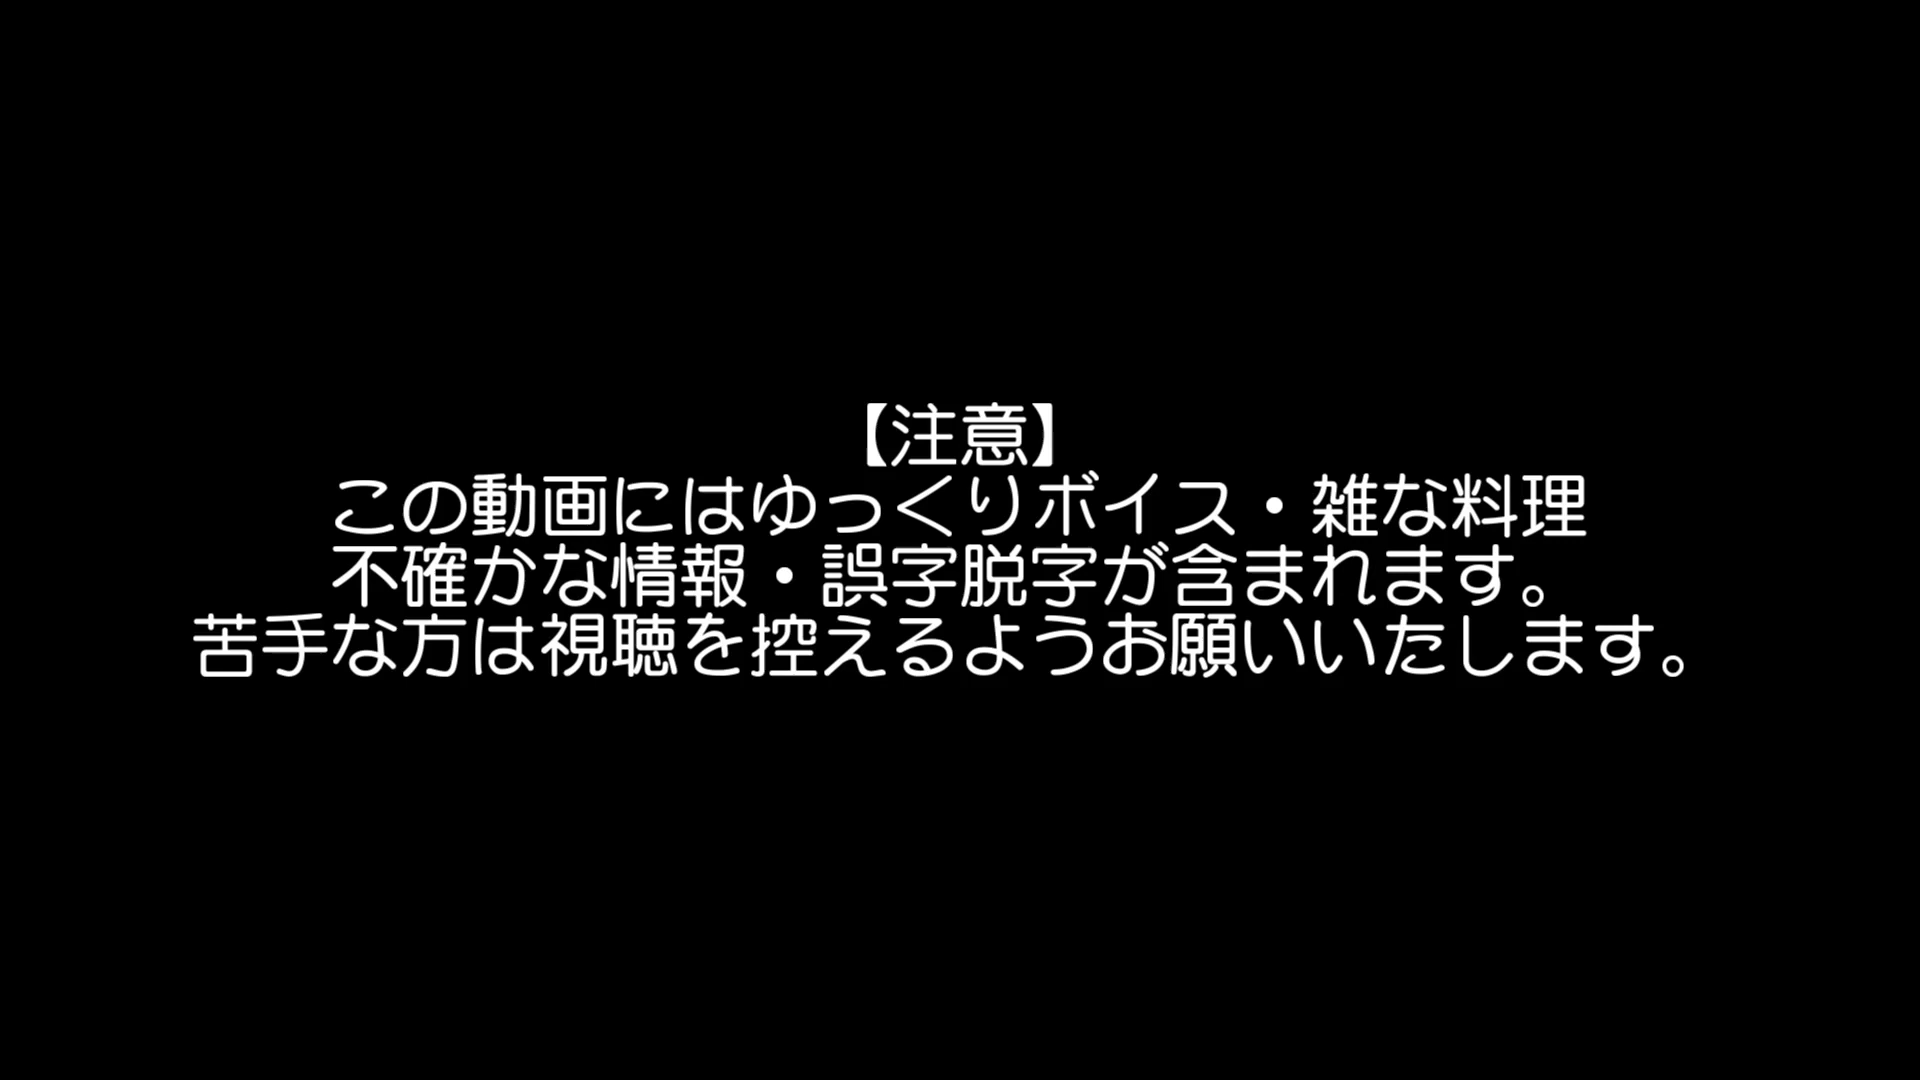 【注意】
この動画にはゆっくりボイス・雑な料理
不確かな情報・誤字脱字が含まれます。
苦手な方は視聴を控えるようお願いいたします。